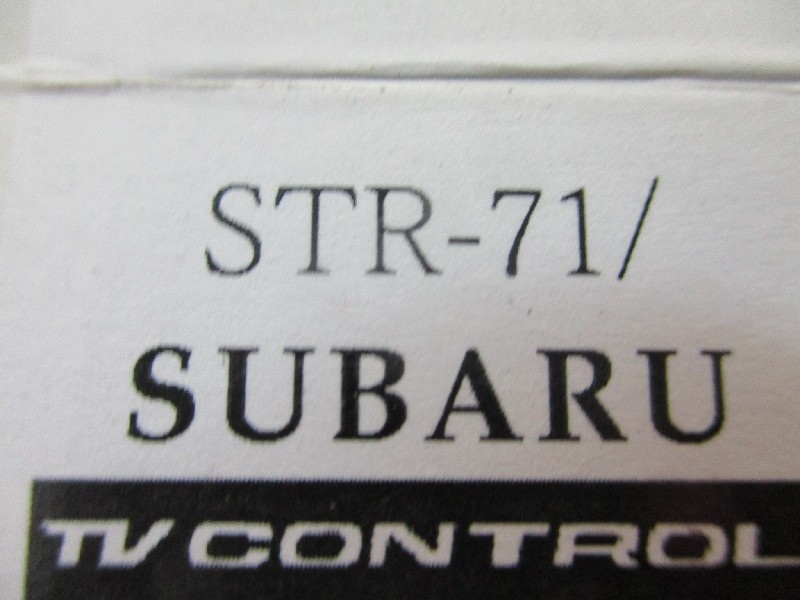 STR-71/
SUBARU
TV CONTROL